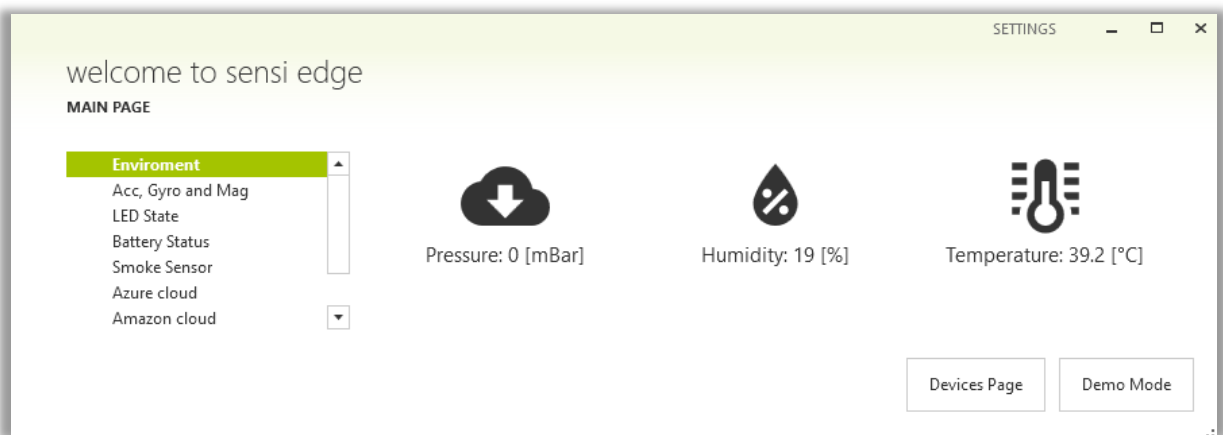 SETTINGS
welcome to sensi edge
MAIN PAGE
Enviroment
Acc, Gyro and Mag
LED State
Battery Status
Smoke Sensor
Azure cloud
Amazon cloud
%
Pressure: 0 [mBar]
Humidity: 19 [%]
Temperature: 39.2 [°C]
Devices Page
Demo Mode